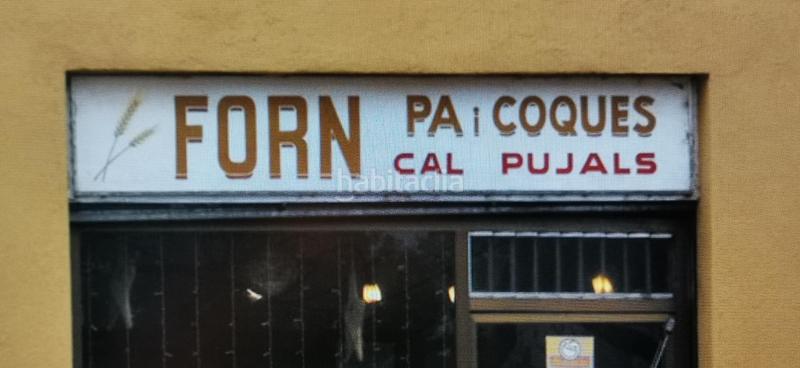 FORN
PA i COQUES
CAL PUJALS
habitaclia